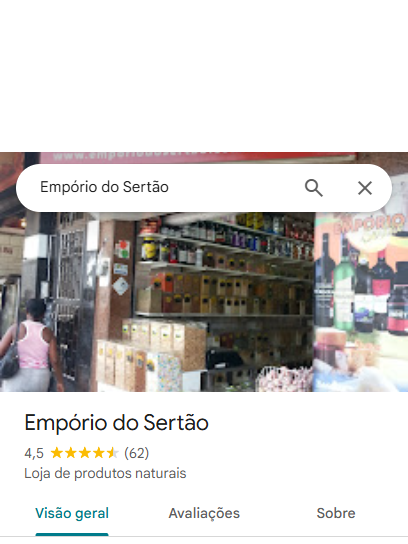 www.emporiodosertao.c
Empório do Sertão
EMPÓRIO
Empório do Sertão
4,5 (62)
Loja de produtos naturais
Visão geral Avaliações Sobre